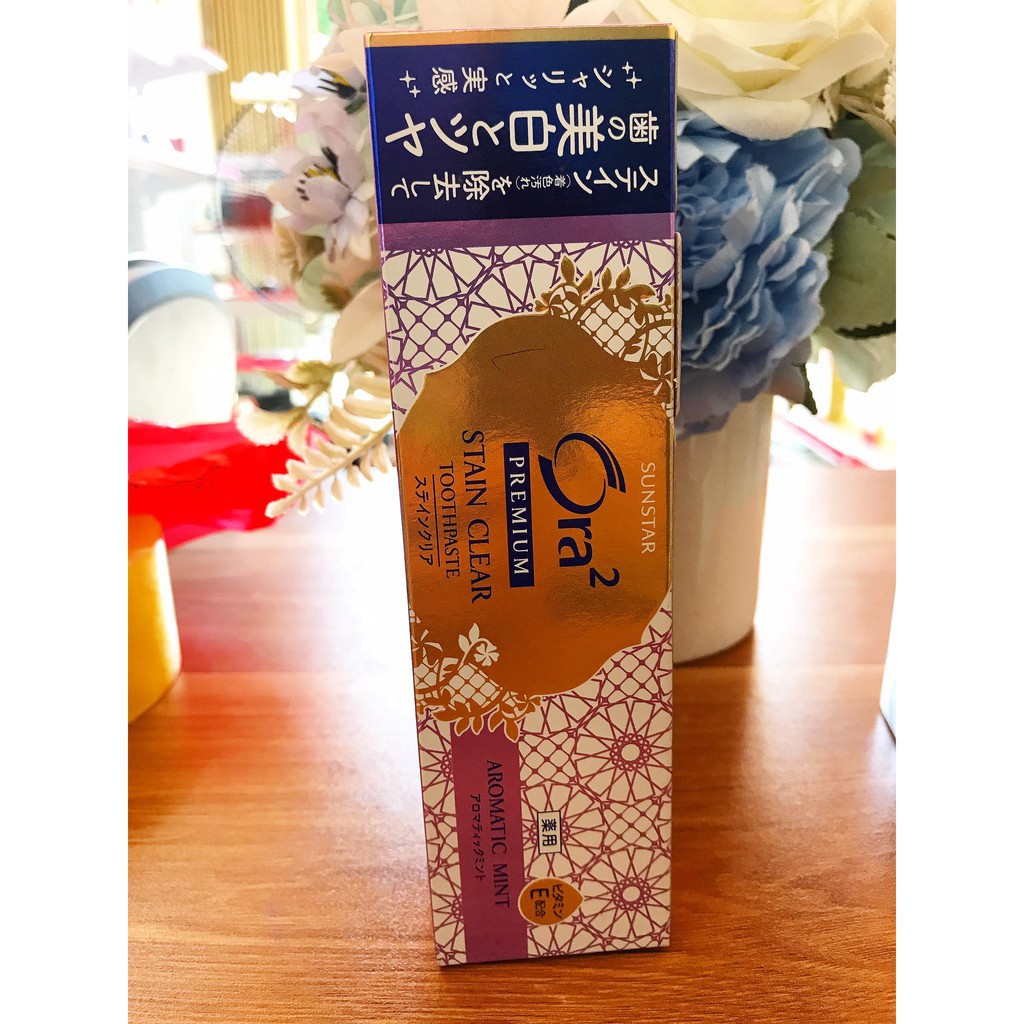 ステイン(着色汚れ)を除去して
歯の美白とツヤ
シャリッと実感
SUNSTAR
Ora2
PREMIUM
STAIN CLEAR
TOOTHPASTE
ステインクリア
薬用
ビタミン
E配合
AROMATIC MINT
アロマティックミント